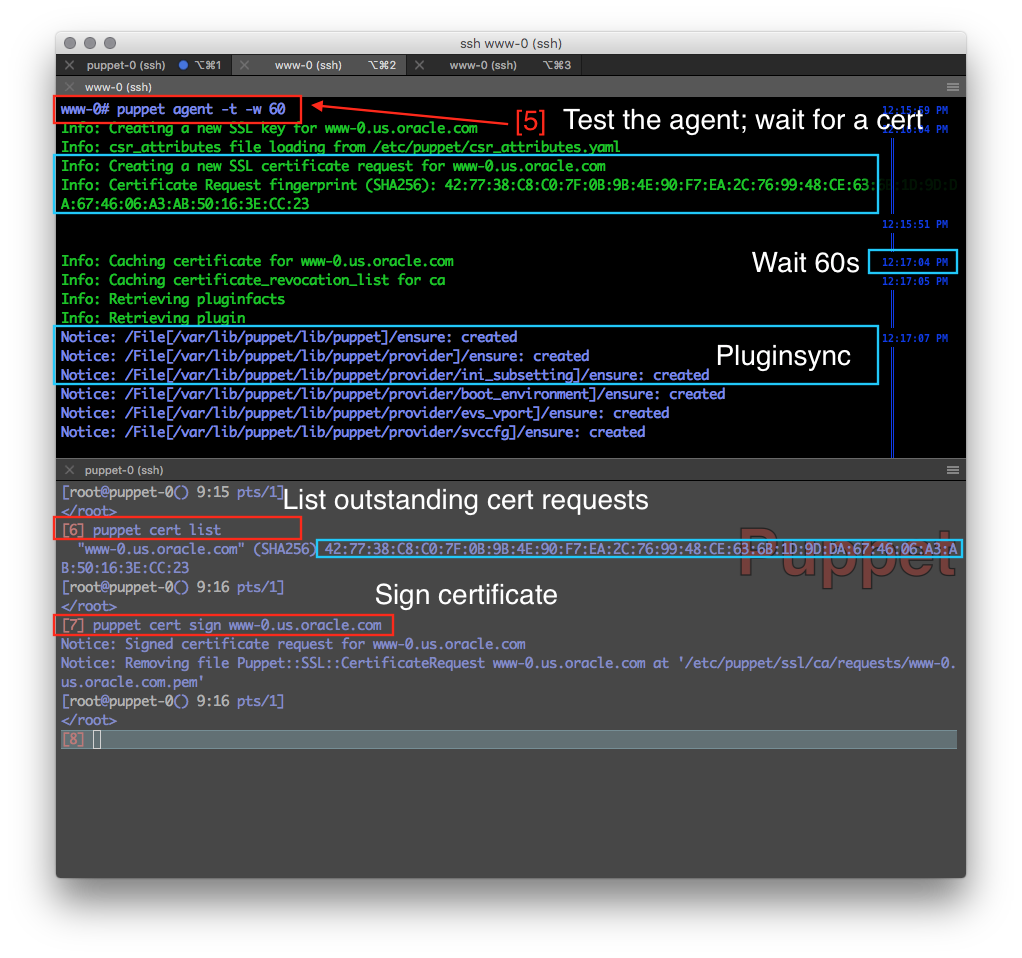 ssh www-0 (ssh)
puppet-0 (ssh) ⌥⌘1 www-0 (ssh) ⌥⌘2 www-0 (ssh) ⌥⌘3
www-0 (ssh)
www-0# puppet agent -t -w 60
12:15:59 PM
[5] Test the agent; wait for a cert
Info: Creating a new SSL key for www-0.us.oracle.com
Info: csr_attributes file loading from /etc/puppet/csr_attributes.yaml
Info: Creating a new SSL certificate request for www-0.us.oracle.com
Info: Certificate Request fingerprint (SHA256): 42:77:38:C8:C0:7F:0B:9B:4E:90:F7:EA:2C:76:99:48:CE:63:6B:1D:9D:D
A:67:46:06:A3:AB:50:16:3E:CC:23
12:15:51 PM
Info: Caching certificate for www-0.us.oracle.com
Wait 60s
12:17:04 PM
Info: Caching certificate_revocation_list for ca
12:17:05 PM
Info: Retrieving pluginfacts
Info: Retrieving plugin
Notice: /File[/var/lib/puppet/lib/puppet]/ensure: created
12:17:07 PM
Notice: /File[/var/lib/puppet/lib/puppet/provider]/ensure: created
Pluginsync
Notice: /File[/var/lib/puppet/lib/puppet/provider/ini_subsetting]/ensure: created
Notice: /File[/var/lib/puppet/lib/puppet/provider/boot_environment]/ensure: created
Notice: /File[/var/lib/puppet/lib/puppet/provider/evs_vport]/ensure: created
Notice: /File[/var/lib/puppet/lib/puppet/provider/svccfg]/ensure: created
puppet-0 (ssh)
[root@puppet-0() 9:15 pts/1]
List outstanding cert requests
</root>
[6] puppet cert list
"www-0.us.oracle.com" (SHA256) 42:77:38:C8:C0:7F:0B:9B:4E:90:F7:EA:2C:76:99:48:CE:63:6B:1D:9D:DA:67:46:06:A3:A
B:50:16:3E:CC:23
Puppet
[root@puppet-0() 9:16 pts/1]
Sign certificate
</root>
[7] puppet cert sign www-0.us.oracle.com
Notice: Signed certificate request for www-0.us.oracle.com
Notice: Removing file Puppet::SSL::CertificateRequest www-0.us.oracle.com at '/etc/puppet/ssl/ca/requests/www-0.
us.oracle.com.pem'
[root@puppet-0() 9:16 pts/1]
</root>
[8]